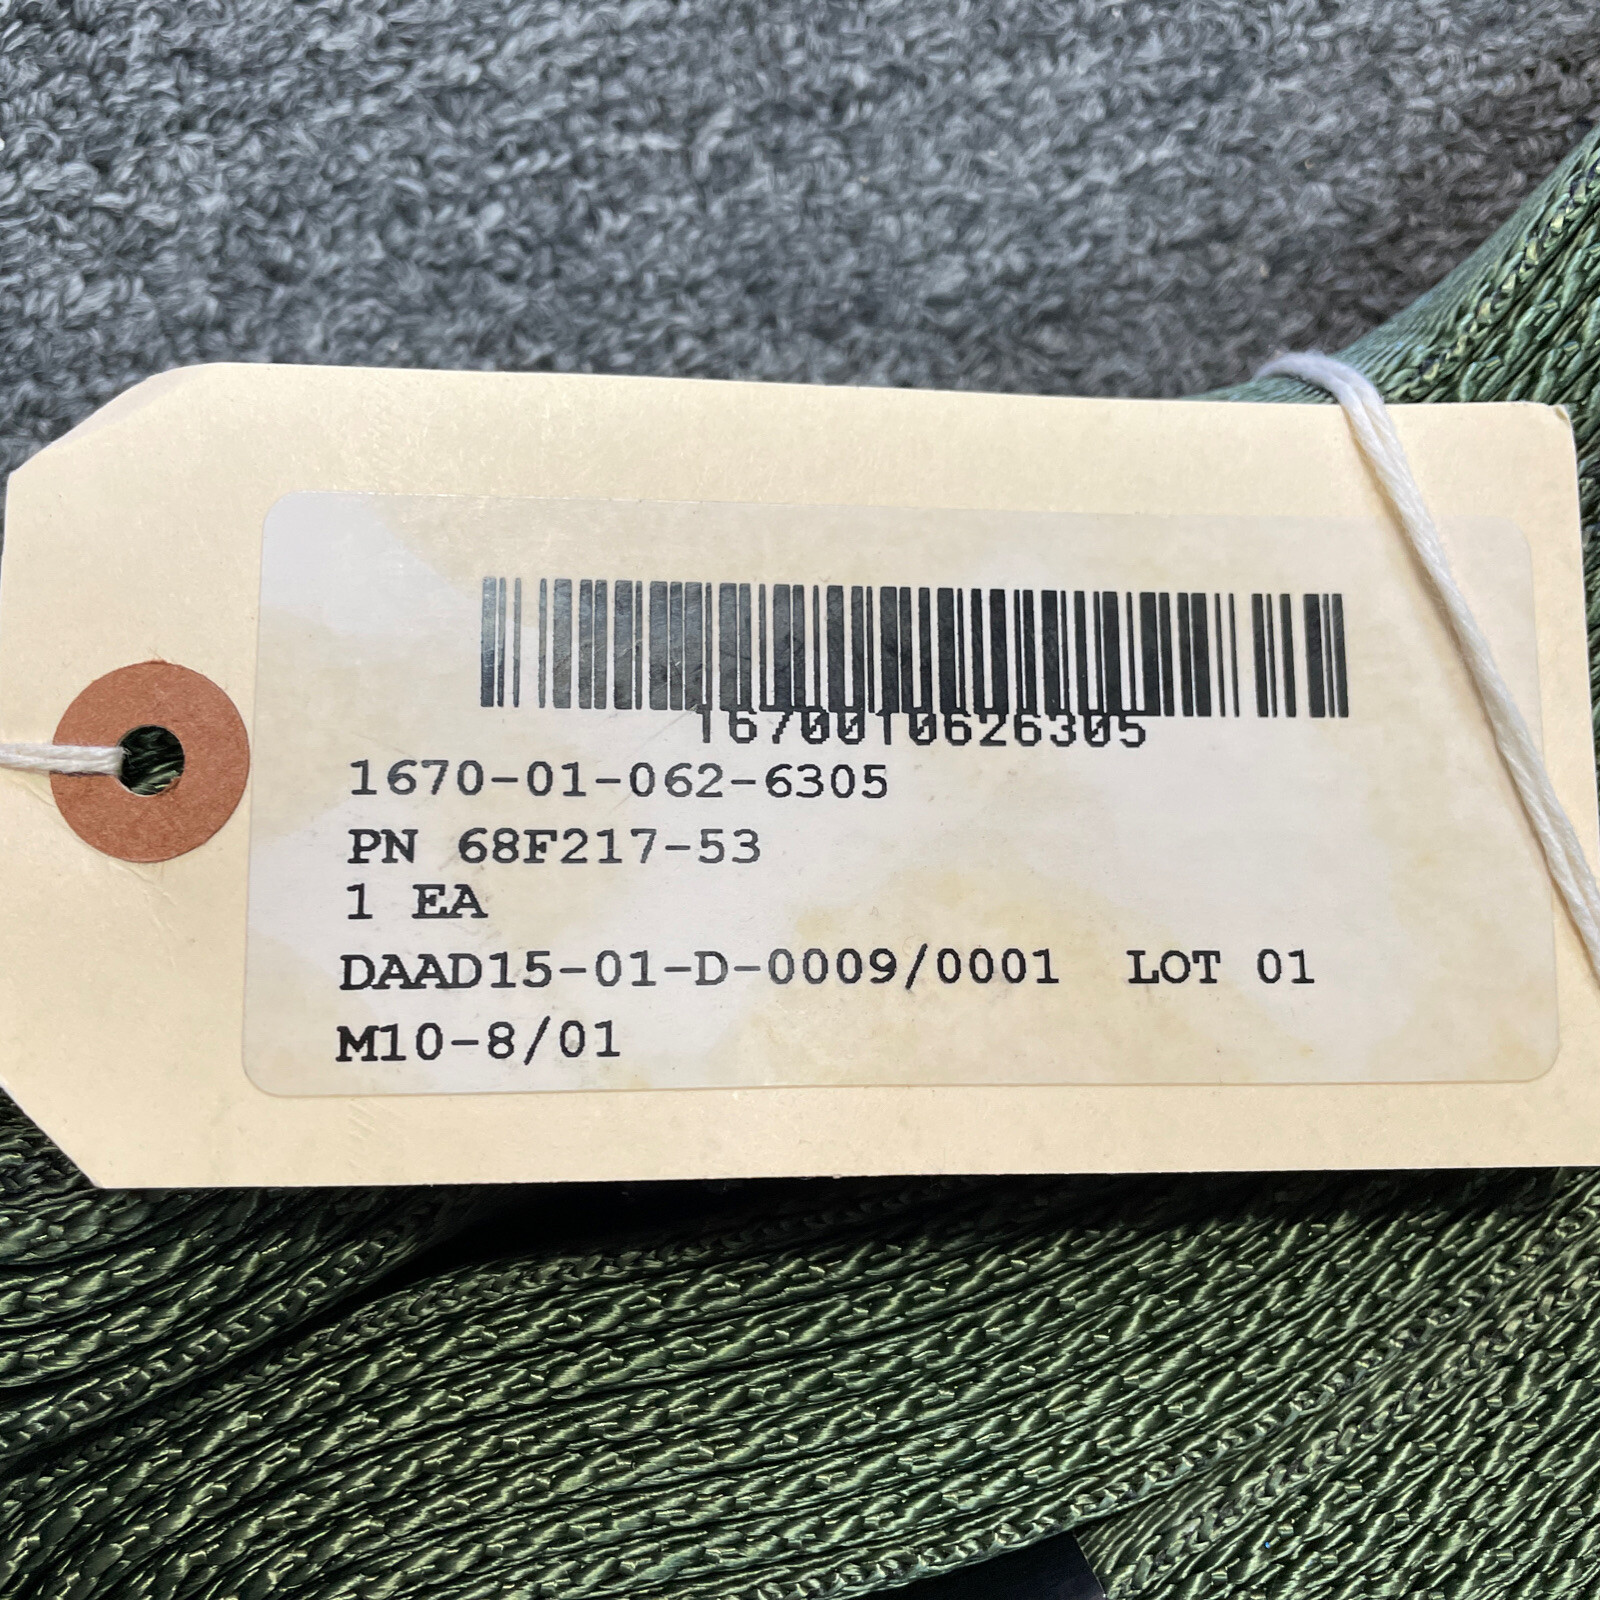 1670010626305
1670-01-062-6305
PN 68F217-53
1 EA
DAAD15-01-D-0009/0001 LOT 01
M10-8/01